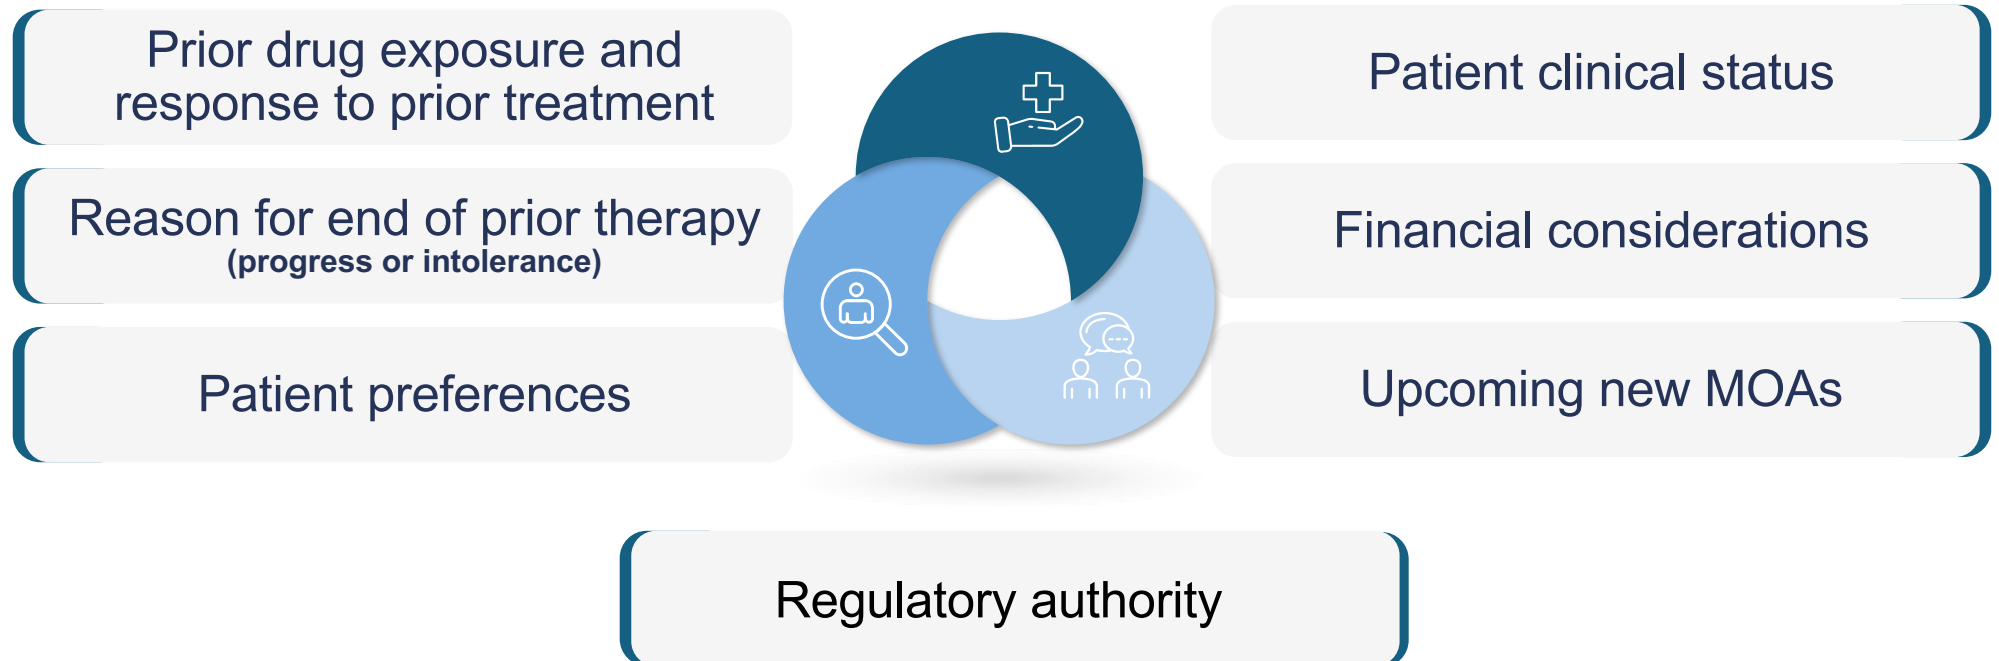 Prior drug exposure and
response to prior treatment
Reason for end of prior therapy
(progress or intolerance)
Patient preferences
Patient clinical status
Financial considerations
Upcoming new MOAs
Regulatory authority